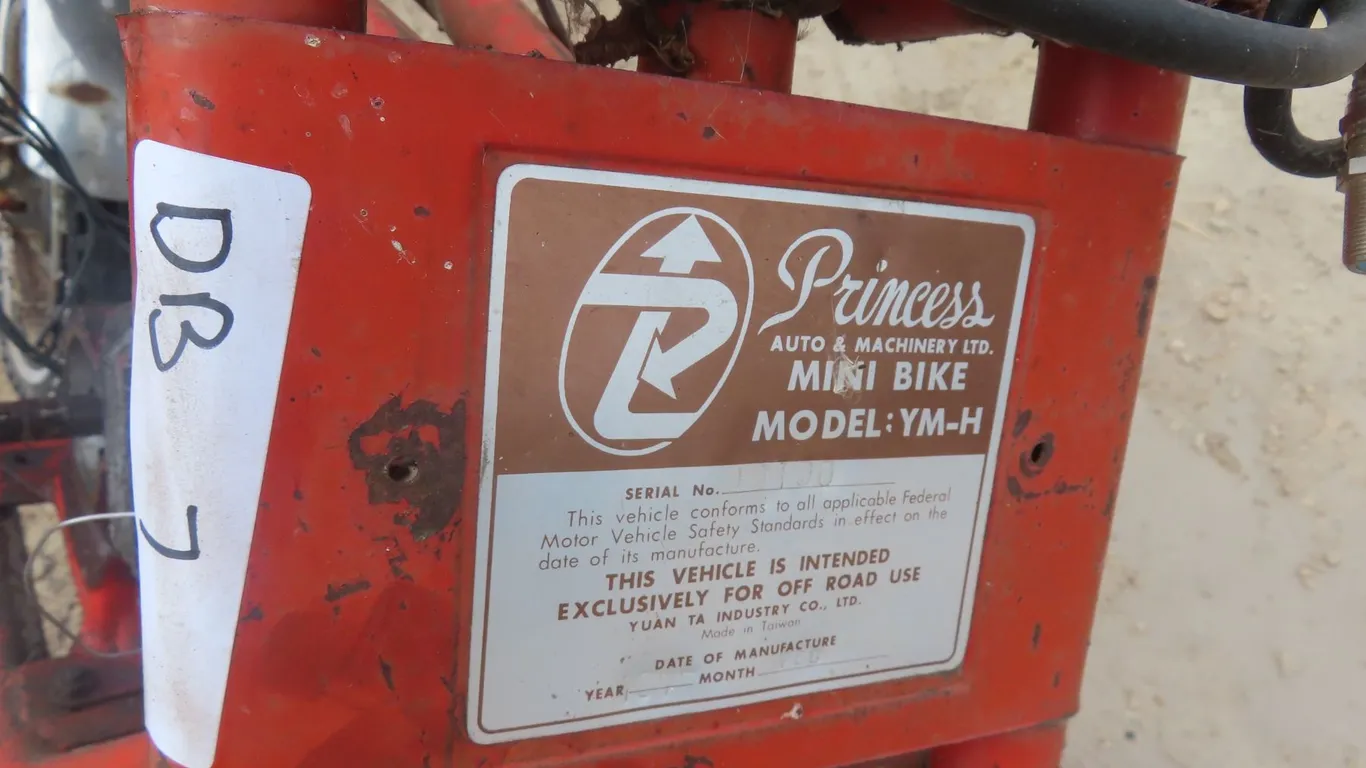 DB 7
Princess
AUTO & MACHINERY LTD.
MINI BIKE
MODEL: YM-H
SERIAL No.
This vehicle conforms to all applicable Federal
Motor Vehicle Safety Standards in effect on the
date of its manufacture.
THIS VEHICLE IS INTENDED
EXCLUSIVELY FOR OFF ROAD USE
YUAN TA INDUSTRY CO., LTD.
Made in Taiwan
DATE OF MANUFACTURE
YEAR MONTH